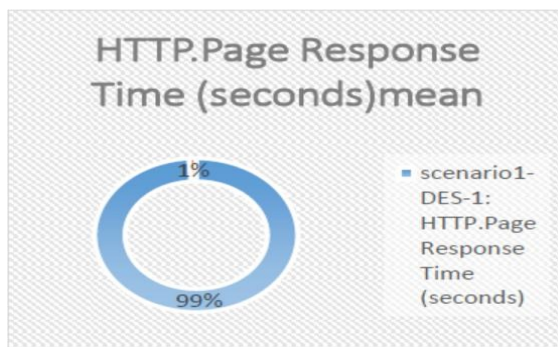 HTTP.Page Response
Time (seconds)mean
1%
99%
scenario1-
DES-1:
HTTP.Page
Response
Time
(seconds)